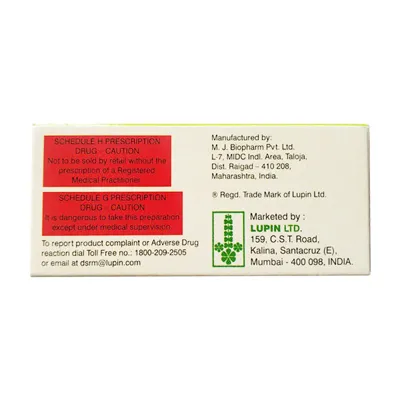 SCHEDULE H PRESCRIPTION
DRUG - CAUTION
Not to be sold by retail without the
prescription of a Registered
Medical Practitioner.
SCHEDULE G PRESCRIPTION
DRUG - CAUTION
It is dangerous to take this preparation
except under medical supervision.
To report product complaint or Adverse Drug
reaction dial Toll Free no.: 1800-209-2505
or email at dsrm@lupin.com
Manufactured by:
M. J. Biopharm Pvt. Ltd.
L-7, MIDC Indl. Area, Taloja,
Dist. Raigad - 410 208,
Maharashtra, India.
® Regd. Trade Mark of Lupin Ltd.
Marketed by :
LUPIN LTD.
159, C.S.T. Road,
Kalina, Santacruz (E),
Mumbai - 400 098, INDIA.